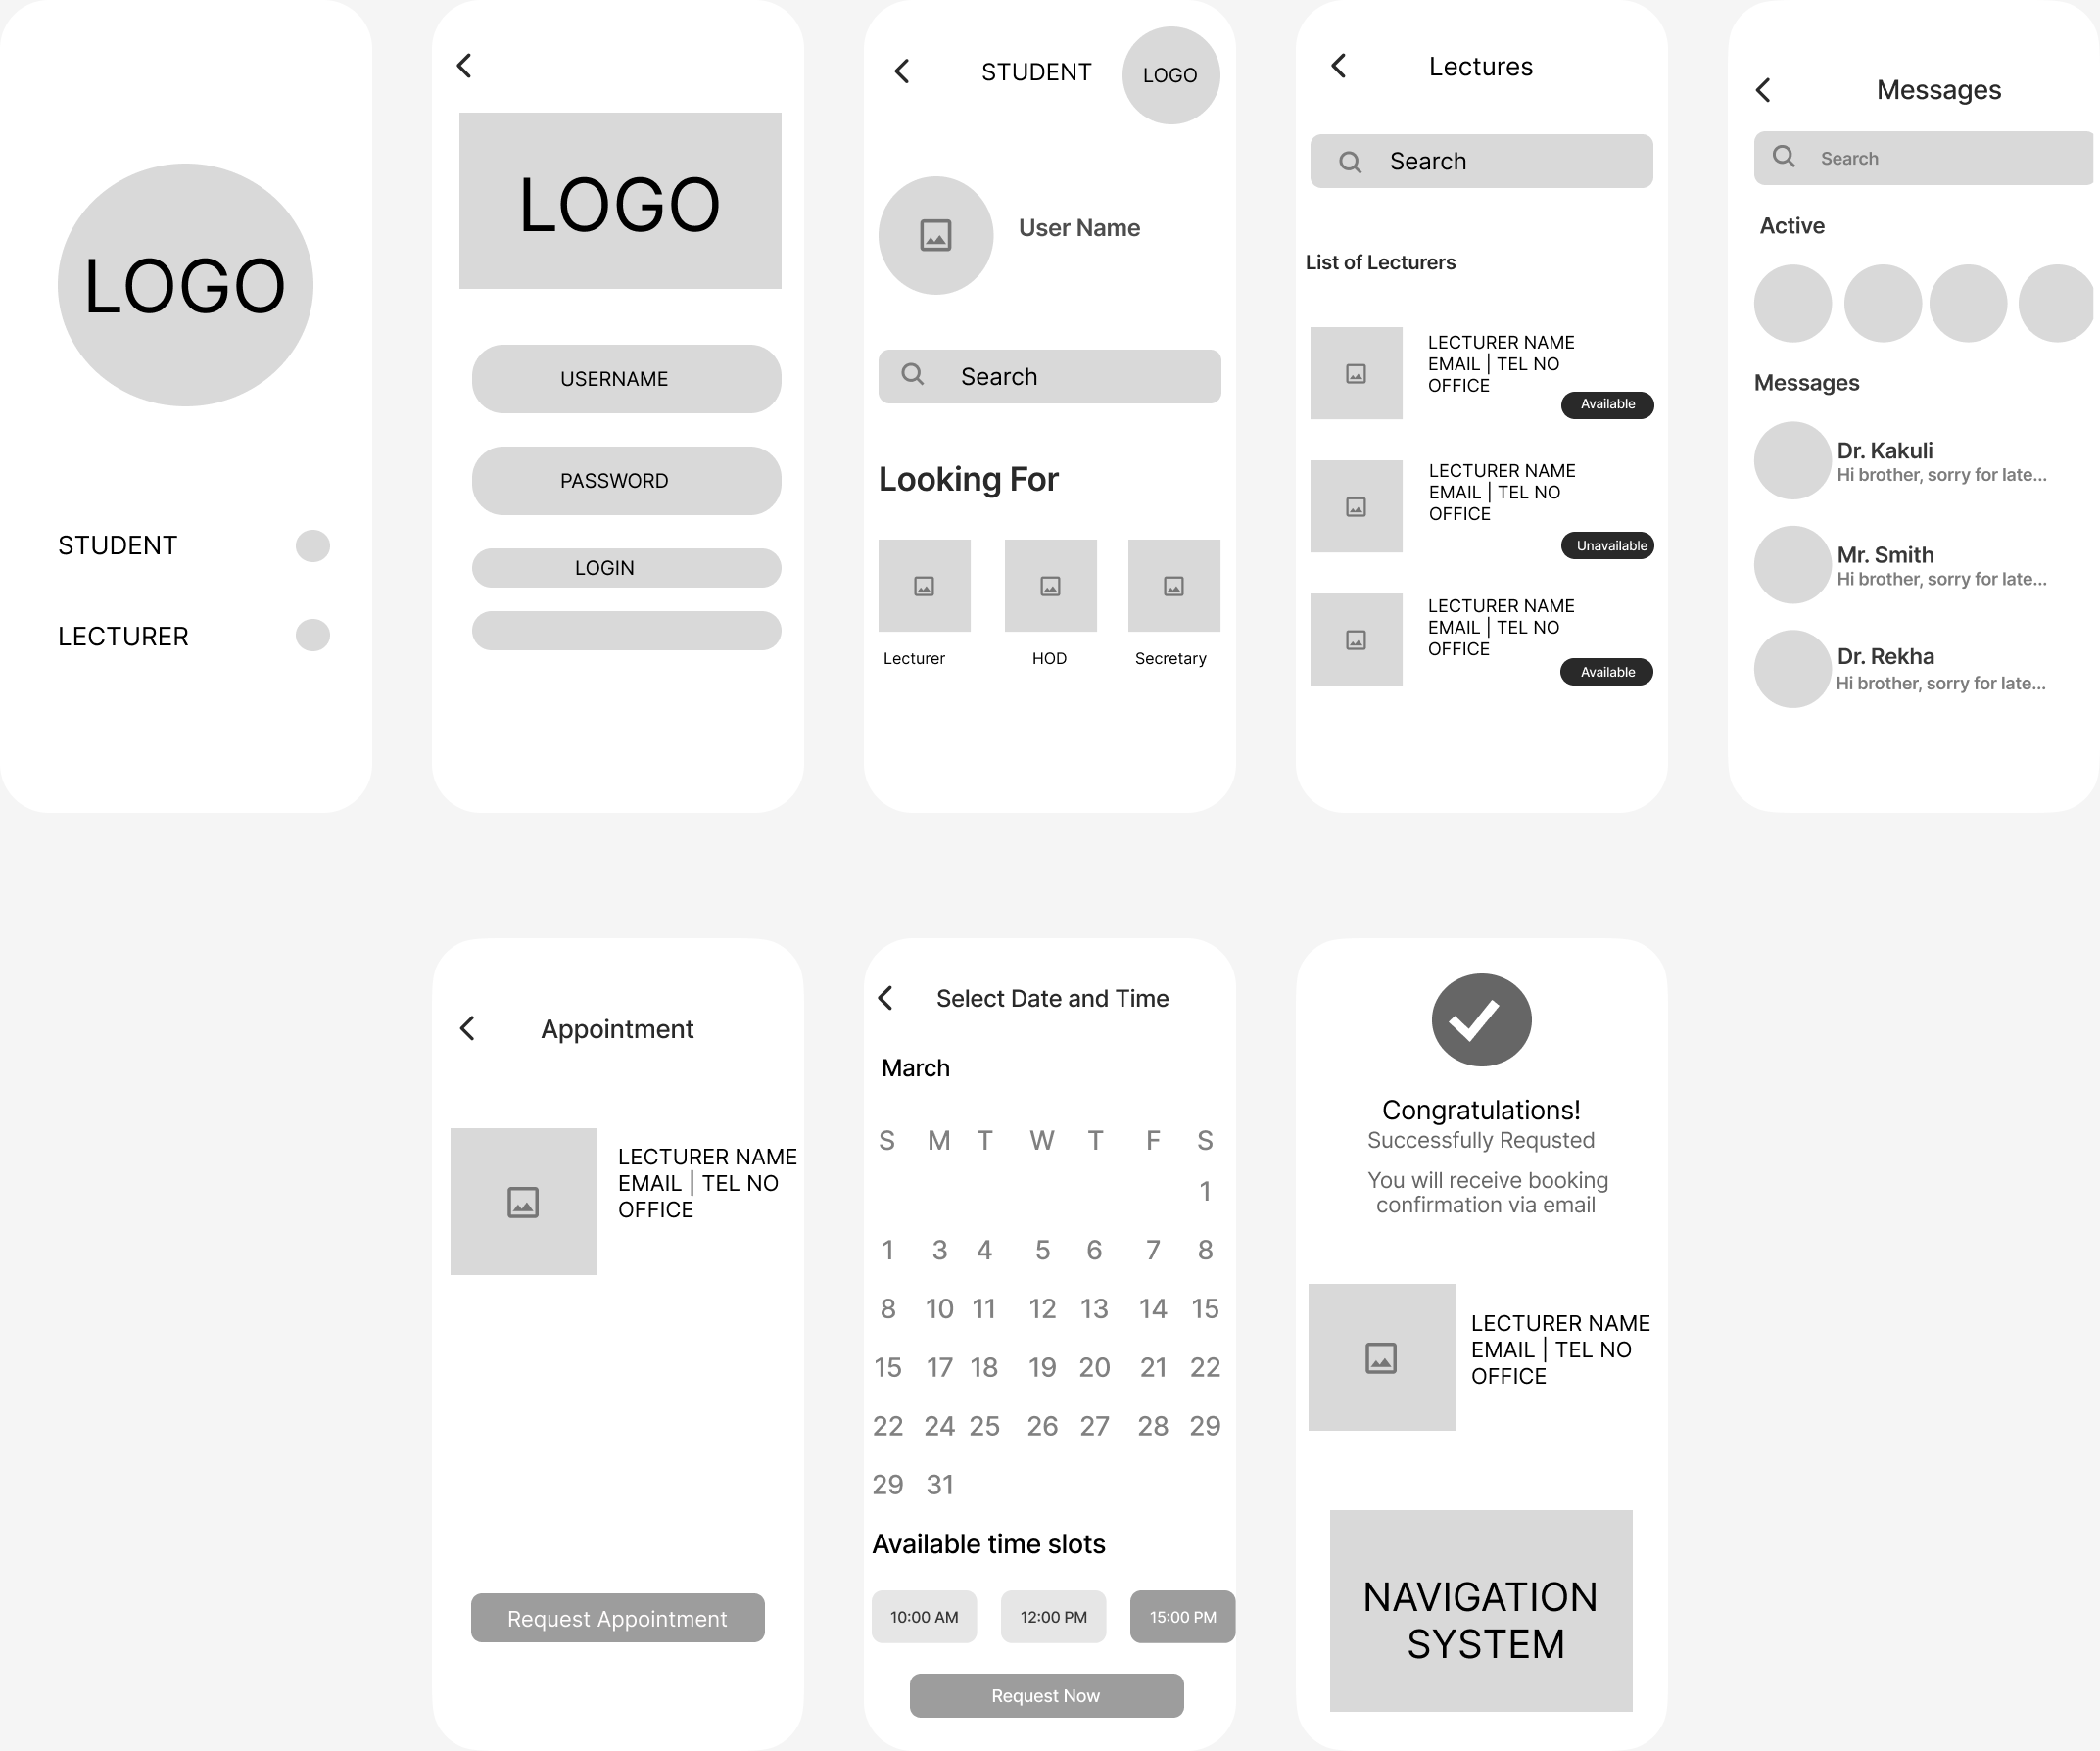 LOGO
STUDENT
LECTURER
LOGO
USERNAME
PASSWORD
LOGIN
STUDENT
LOGO
User Name
Search
Looking For
Lecturer
HOD
Secretary
Lectures
Search
List of Lecturers
LECTURER NAME
EMAIL | TEL NO
OFFICE
Available
LECTURER NAME
EMAIL | TEL NO
OFFICE
Unavailable
LECTURER NAME
EMAIL | TEL NO
OFFICE
Available
Messages
Search
Active
Messages
Dr. Kakuli
Hi brother, sorry for late...
Mr. Smith
Hi brother, sorry for late...
Dr. Rekha
Hi brother, sorry for late...
Appointment
LECTURER NAME
EMAIL | TEL NO
OFFICE
Request Appointment
Select Date and Time
March
S M T W T F S
1
1 3 4 5 6 7 8
8 10 11 12 13 14 15
15 17 18 19 20 21 22
22 24 25 26 27 28 29
29 31
Available time slots
10:00 AM 12:00 PM 15:00 PM
Request Now
Congratulations!
Successfully Requsted
You will receive booking
confirmation via email
LECTURER NAME
EMAIL | TEL NO
OFFICE
NAVIGATION
SYSTEM